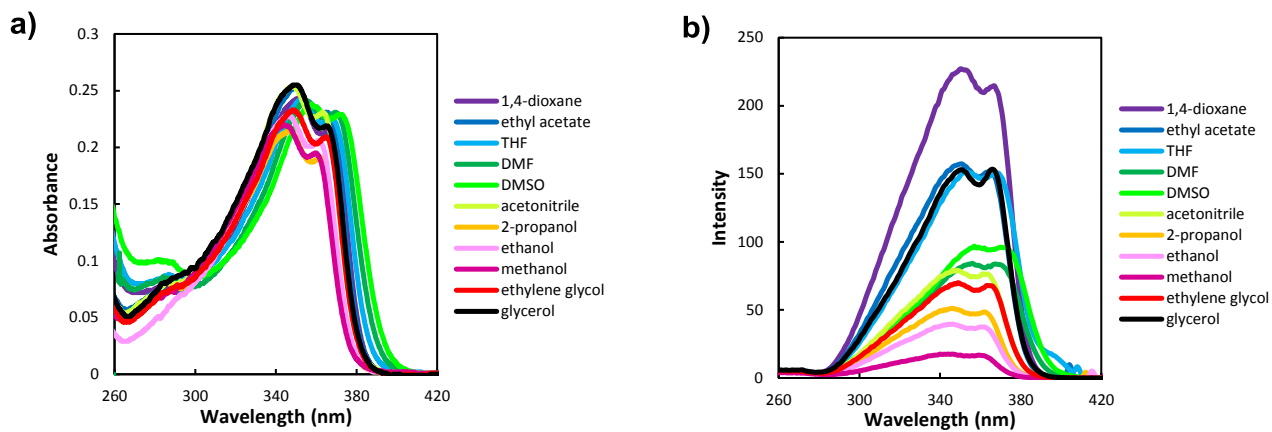 a)
0.3
0.25
0.2
0.15
0.1
0.05
0
260
300
340
380
420
Absorbance
Wavelength (nm)
1,4-dioxane
ethyl acetate
THF
DMF
DMSO
acetonitrile
2-propanol
ethanol
methanol
ethylene glycol
glycerol
b)
250
200
150
100
50
0
260
300
340
380
420
Intensity
Wavelength (nm)
1,4-dioxane
ethyl acetate
THF
DMF
DMSO
acetonitrile
2-propanol
ethanol
methanol
ethylene glycol
glycerol